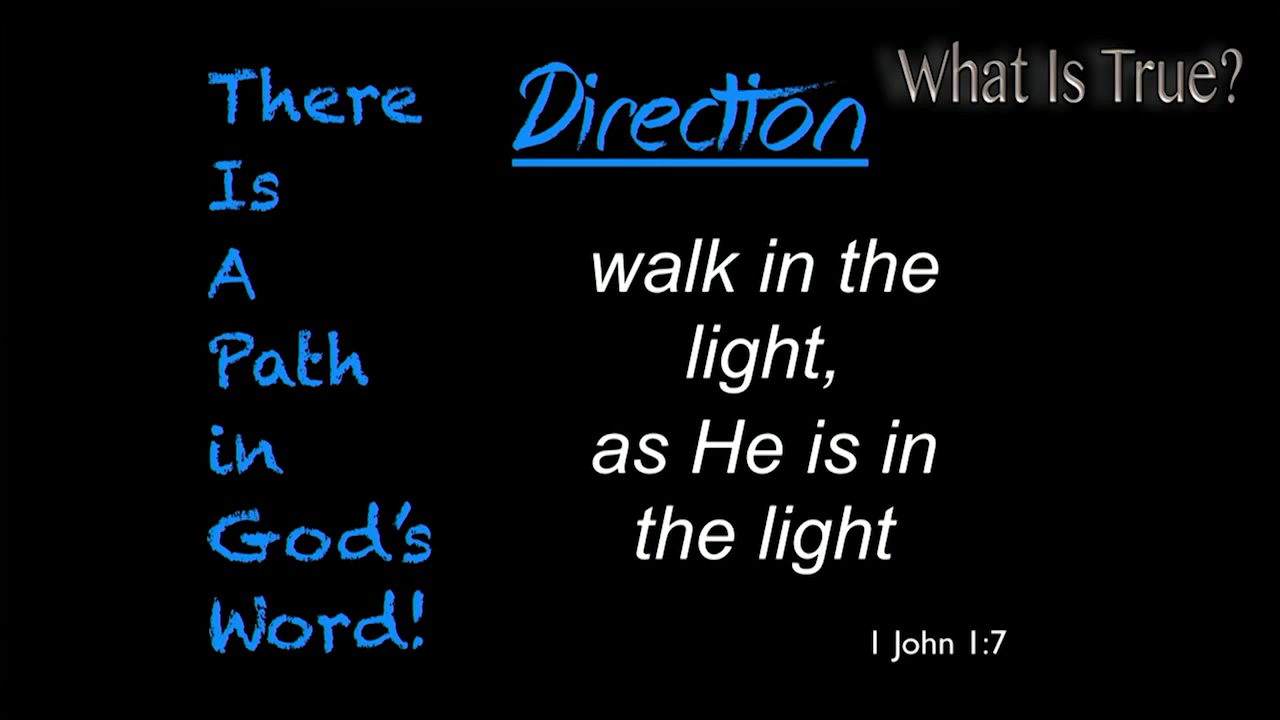 There
Is
A
Path
in
God's
Word!
Direction
What Is True?
walk in the
light,
as He is in
the light
1 John 1:7